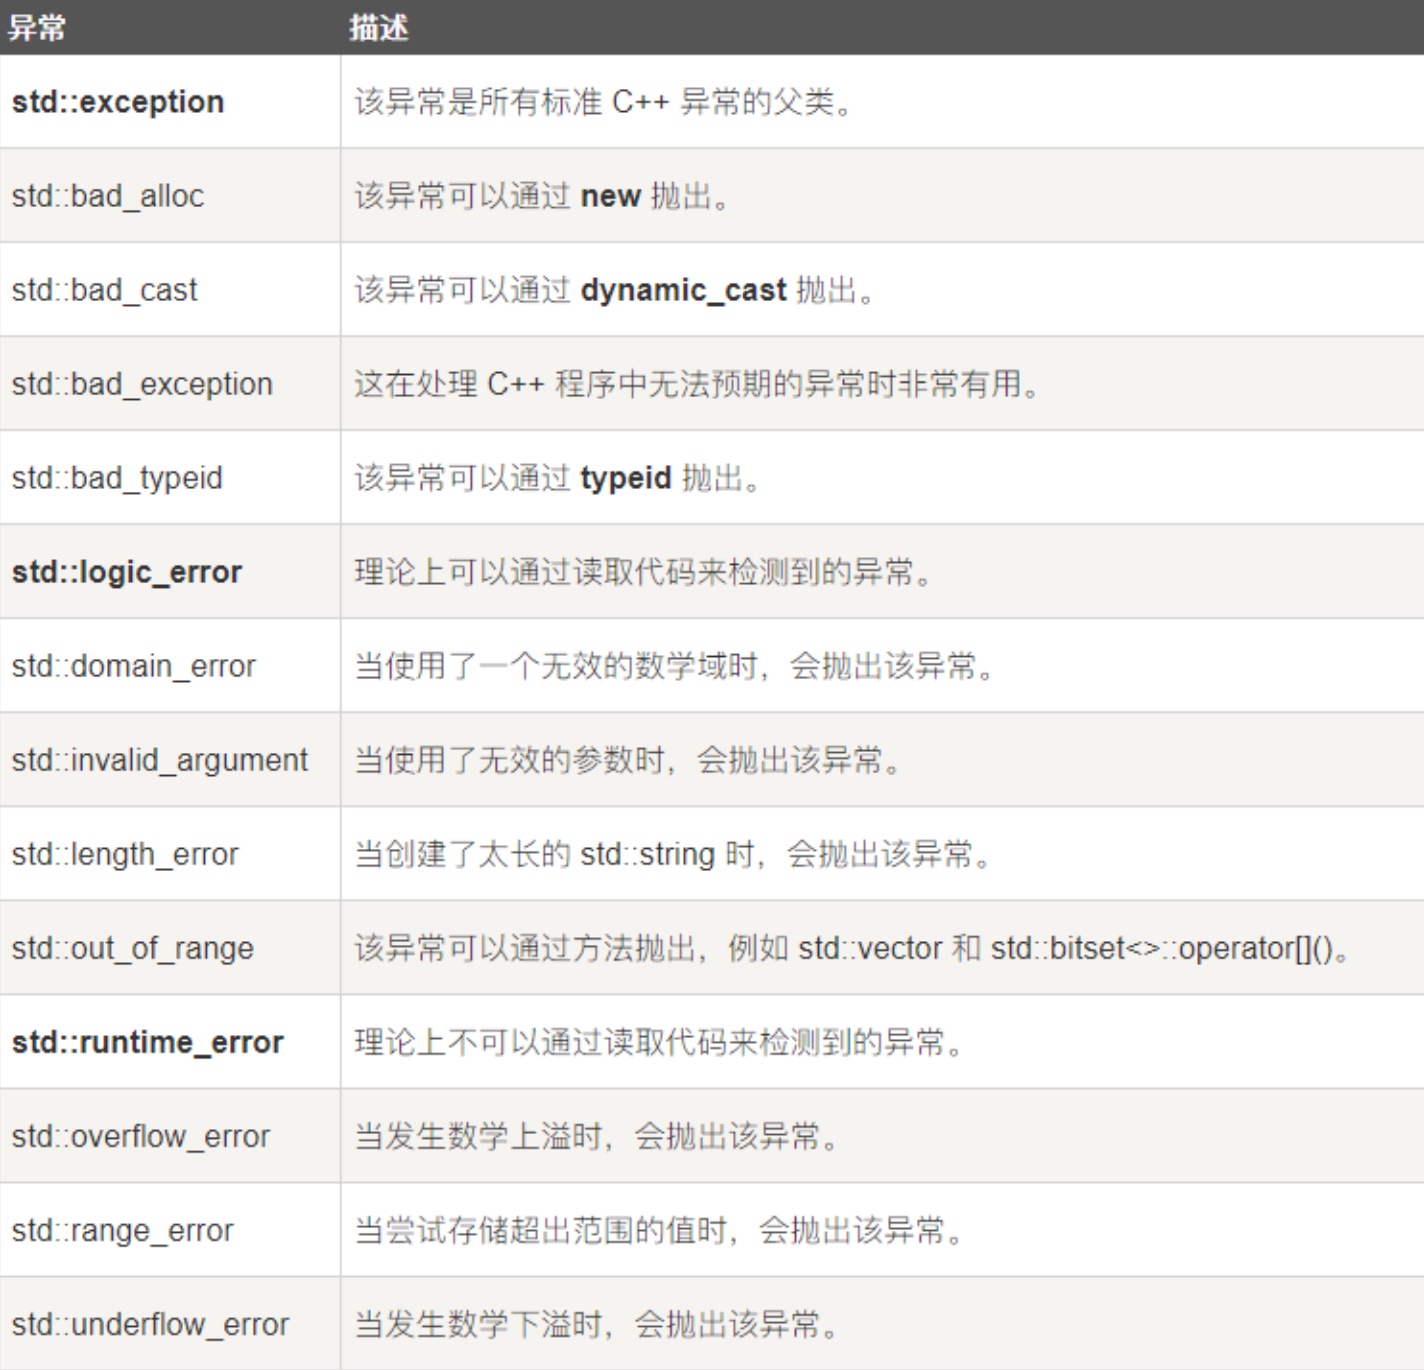 异常 描述
std::exception 该异常是所有标准 C++ 异常的父类。
std::bad_alloc 该异常可以通过 new 抛出。
std::bad_cast 该异常可以通过 dynamic_cast 抛出。
std::bad_exception 这在处理 C++ 程序中无法预期的异常时非常有用。
std::bad_typeid 该异常可以通过 typeid 抛出。
std::logic_error 理论上可以通过读取代码来检测到的异常。
std::domain_error 当使用了一个无效的数学域时，会抛出该异常。
std::invalid_argument 当使用了无效的参数时，会抛出该异常。
std::length_error 当创建了太长的 std::string 时，会抛出该异常。
std::out_of_range 该异常可以通过方法抛出，例如 std::vector 和 std::bitset<>::operator[]()。
std::runtime_error 理论上不可以通过读取代码来检测到的异常。
std::overflow_error 当发生数学上溢时，会抛出该异常。
std::range_error 当尝试存储超出范围的值时，会抛出该异常。
std::underflow_error 当发生数学下溢时，会抛出该异常。